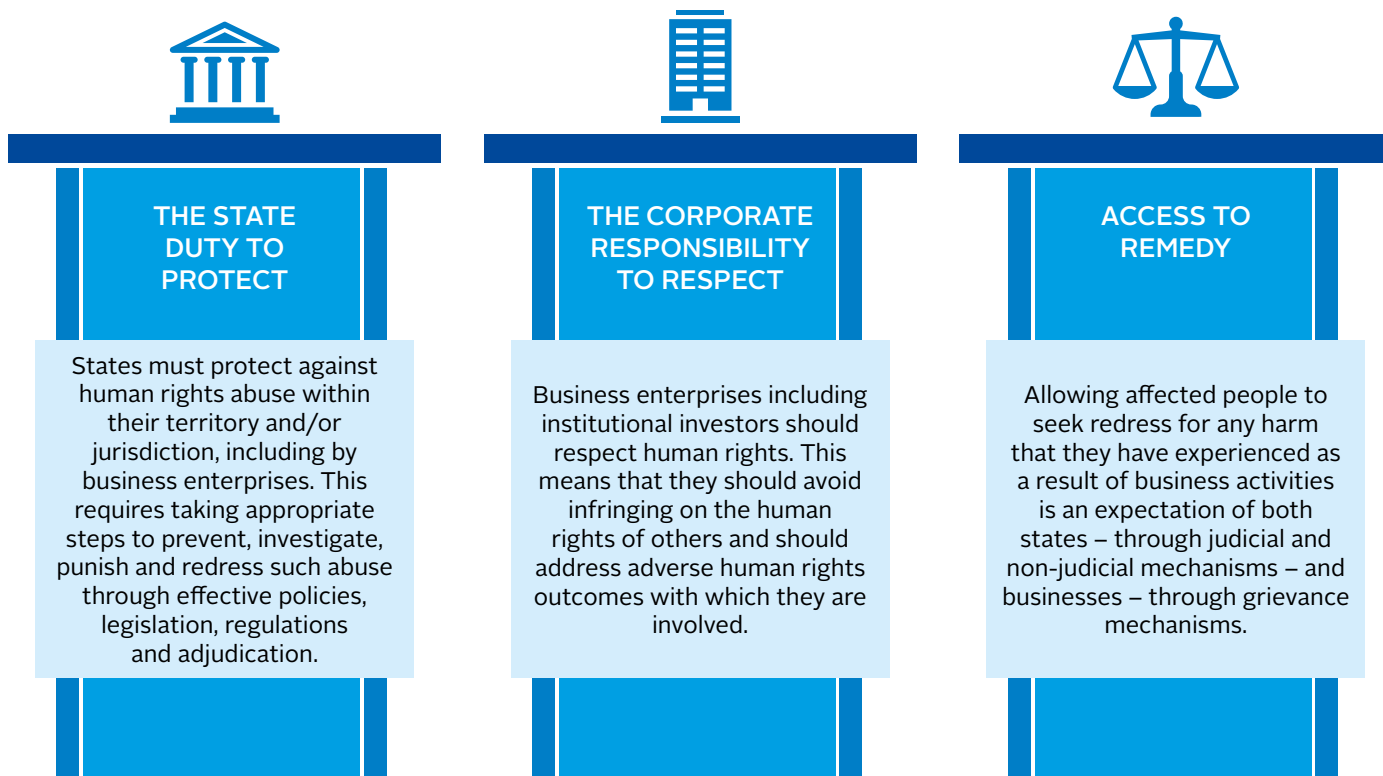 THE STATE
DUTY TO
PROTECT
States must protect against
human rights abuse within
their territory and/or
jurisdiction, including by
business enterprises. This
requires taking appropriate
steps to prevent, investigate,
punish and redress such abuse
through effective policies,
legislation, regulations
and adjudication.
THE CORPORATE
RESPONSIBILITY
TO RESPECT
Business enterprises including
institutional investors should
respect human rights. This
means that they should avoid
infringing on the human
rights of others and should
address adverse human rights
outcomes with which they are
involved.
ACCESS TO
REMEDY
Allowing affected people to
seek redress for any harm
that they have experienced as
a result of business activities
is an expectation of both
states – through judicial and
non-judicial mechanisms – and
businesses – through grievance
mechanisms.